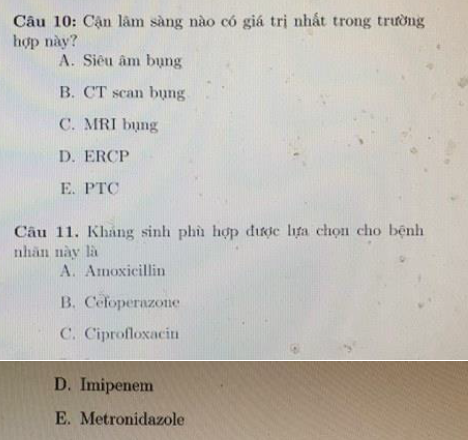 Câu 10: Cận lâm sàng nào có giá trị nhất trong trường
hợp này?
A. Siêu âm bụng
B. CT scan bụng
C. MRI bụng
D. ERCP
E. PTC
Câu 11. Kháng sinh phù hợp được lựa chọn cho bệnh
nhân này là
A. Amoxicillin
B. Cefoperazone
C. Ciprofloxacin
D. Imipenem
E. Metronidazole